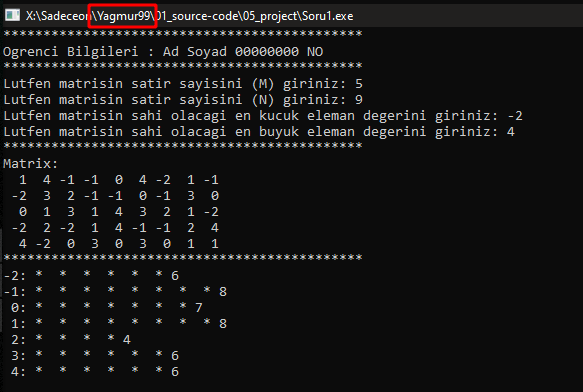 X:\Sadeceon\Yagmur99\01_source-code\05_project\Soru1.exe
*********************************************
Ogrenci Bilgileri : Ad Soyad 00000000 NO
*********************************************
Lutfen matrisin satir sayisini (M) giriniz: 5
Lutfen matrisin satir sayisini (N) giriniz: 9
Lutfen matrisin sahi olacagi en kucuk eleman degerini giriniz: -2
Lutfen matrisin sahi olacagi en buyuk eleman degerini giriniz: 4
*********************************************
Matrix:
1 4 -1 -1 0 4 -2 1 -1
-2 3 2 -1 -1 0 -1 3 0
0 1 3 1 4 3 2 1 -2
-2 2 -2 1 4 -1 -1 2 4
4 -2 0 3 0 3 0 1 1
*********************************************
-2: * * * * * * 6
-1: * * * * * * * * 8
0: * * * * * * * 7
1: * * * * * * * * 8
2: * * * * 4
3: * * * * * * 6
4: * * * * * * 6